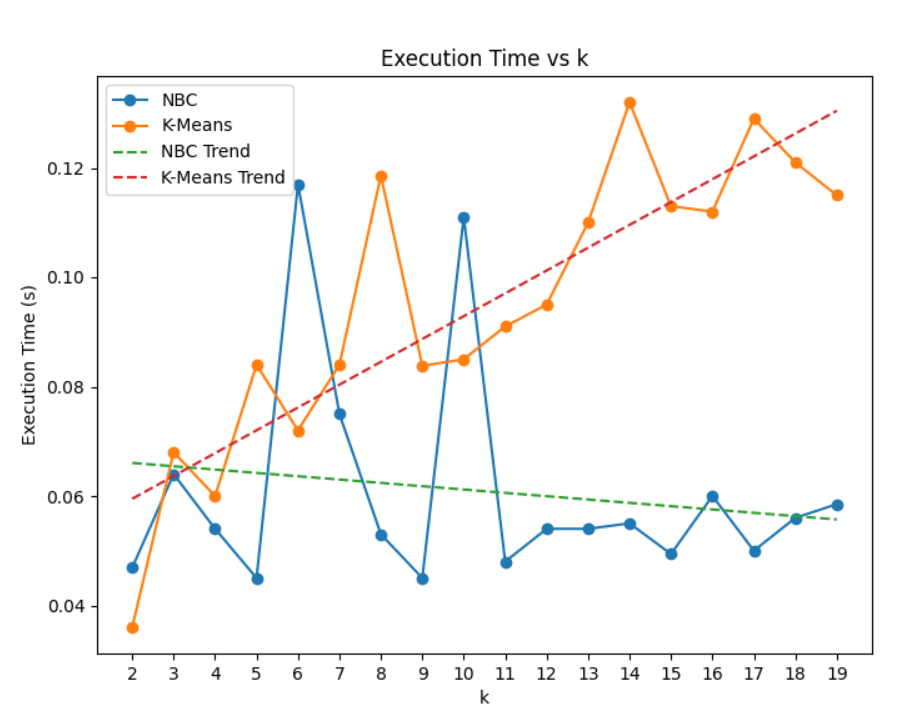 Execution Time vs k
NBC
K-Means
NBC Trend
K-Means Trend
Execution Time (s)
0.12
0.10
0.08
0.06
0.04
2 3 4 5 6 7 8 9 10 11 12 13 14 15 16 17 18 19
k